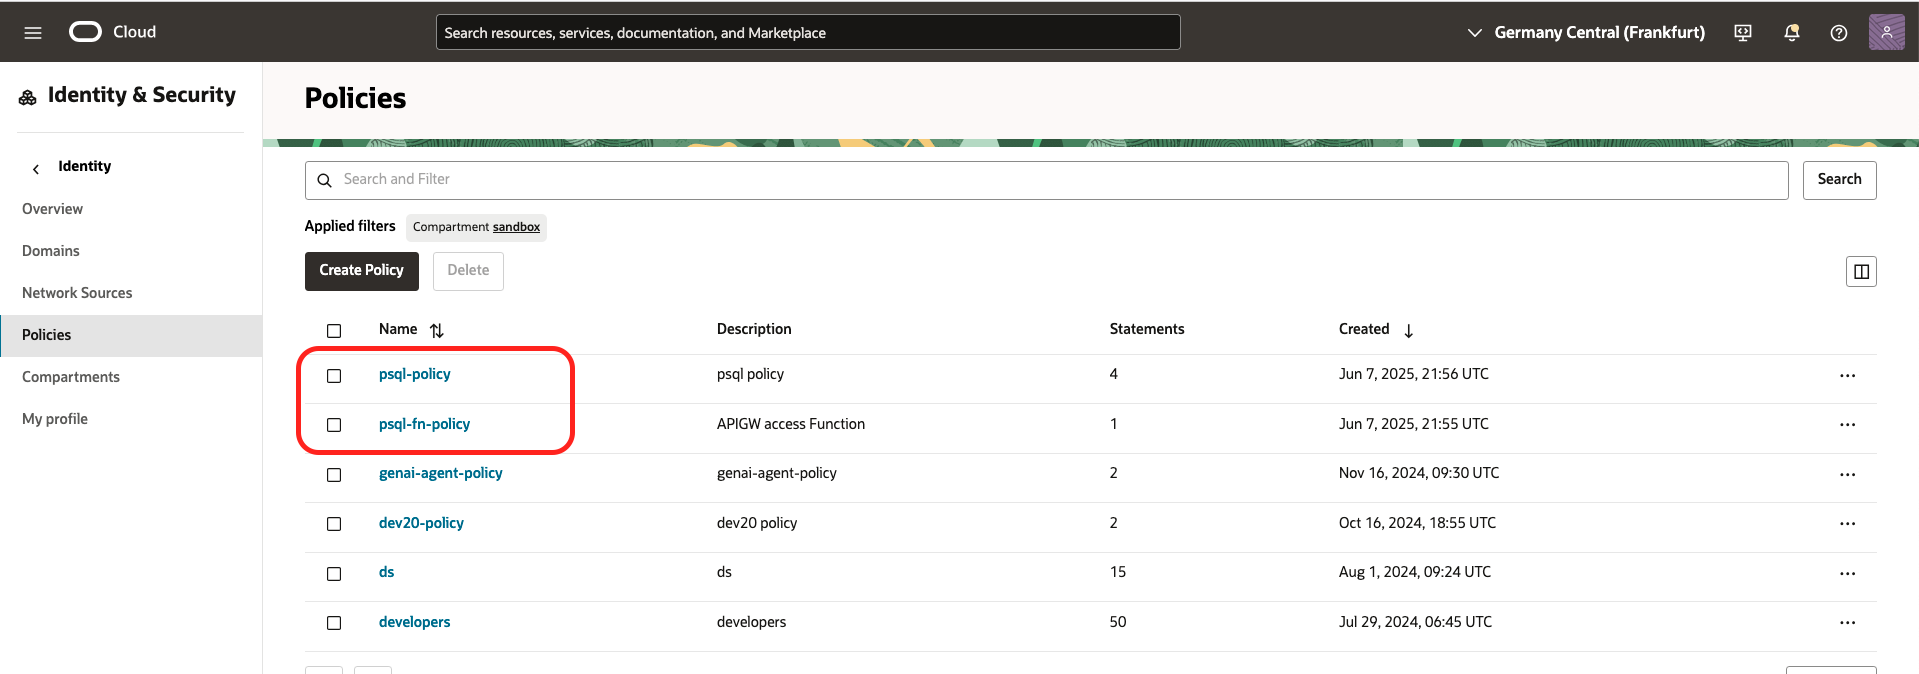 Cloud
Search resources, services, documentation, and Marketplace
Germany Central (Frankfurt)
Identity & Security
Identity
Overview
Domains
Network Sources
Policies
Compartments
My profile
Policies
Search and Filter
Search
Applied filters Compartment sandbox
Create Policy Delete
Name Description Statements Created
psql-policy psql policy 4 Jun 7, 2025, 21:56 UTC
psql-fn-policy APIGW access Function 1 Jun 7, 2025, 21:55 UTC
genai-agent-policy genai-agent-policy 2 Nov 16, 2024, 09:30 UTC
dev20-policy dev20 policy 2 Oct 16, 2024, 18:55 UTC
ds ds 15 Aug 1, 2024, 09:24 UTC
developers developers 50 Jul 29, 2024, 06:45 UTC